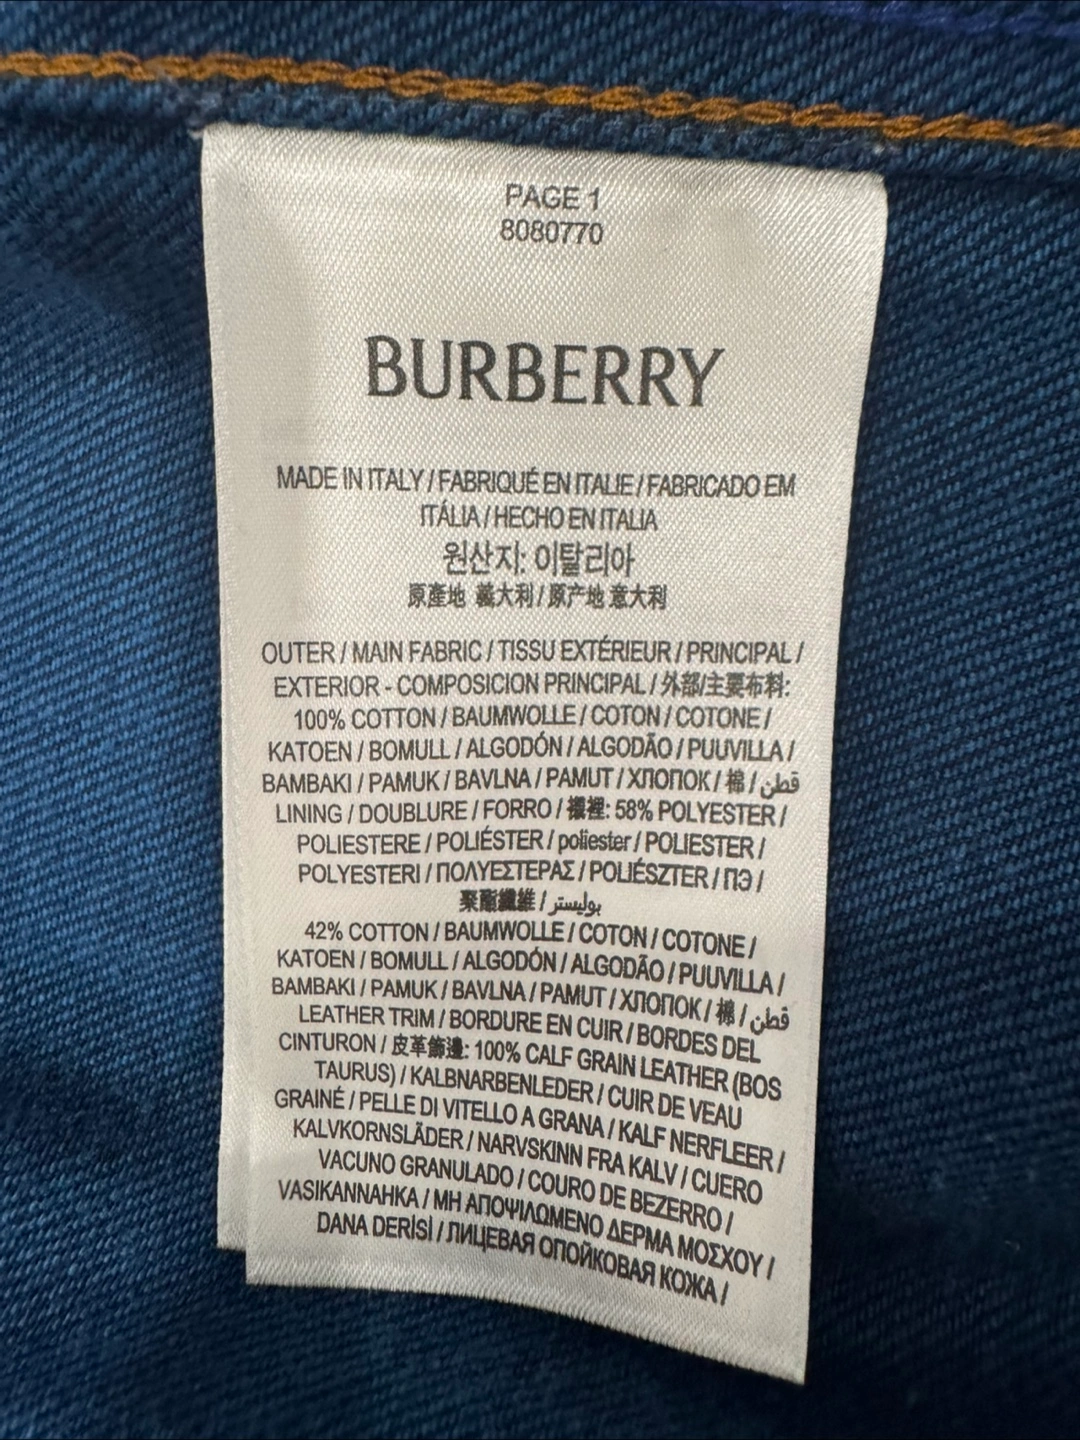 PAGE 1
8080770
BURBERRY
MADE IN ITALY / FABRIQUÉ EN ITALIE / FABRICADO EM
ITÁLIA / HECHO EN ITALIA
원산지: 이탈리아
原產地 義大利 / 原产地 意大利
OUTER / MAIN FABRIC / TISSU EXTÉRIEUR / PRINCIPAL /
EXTERIOR - COMPOSICION PRINCIPAL / 外部/主要布料:
100% COTTON / BAUMWOLLE / COTON / COTONE /
KATOEN / BOMULL / ALGODÓN / ALGODÃO / PUUVILLA /
BAMBAKI / PAMUK / BAVLNA / PAMUT / ХЛОПОК / 棉 / قطن
LINING / DOUBLURE / FORRO / 襯裡: 58% POLYESTER /
POLIESTERE / POLIÉSTER / poliester / POLIESTER /
POLYESTERI / ΠΟΛΥΕΣΤΕΡΑΣ / POLIÉSZTER / ПЭ /
聚酯纖維 / بوليستر
42% COTTON / BAUMWOLLE / COTON / COTONE /
KATOEN / BOMULL / ALGODÓN / ALGODÃO / PUUVILLA /
BAMBAKI / PAMUK / BAVLNA / PAMUT / ХЛОПОК / 棉 / قطن
LEATHER TRIM / BORDURE EN CUIR / BORDES DEL
CINTURON / 皮革飾邊: 100% CALF GRAIN LEATHER (BOS
TAURUS) / KALBNARBENLEDER / CUIR DE VEAU
GRAINÉ / PELLE DI VITELLO A GRANA / KALF NERFLEER /
KALVKORNSLÄDER / NARVSKINN FRA KALV / CUERO
VACUNO GRANULADO / COURO DE BEZERRO /
VASIKANNAHKA / ΜΗ ΑΠΟΨΙΛΩΜΕΝΟ ΔΕΡΜΑ ΜΟΣΧΟΥ /
DANA DERİSİ / ЛИЦЕВАЯ ОПОЙКОВАЯ КОЖА /